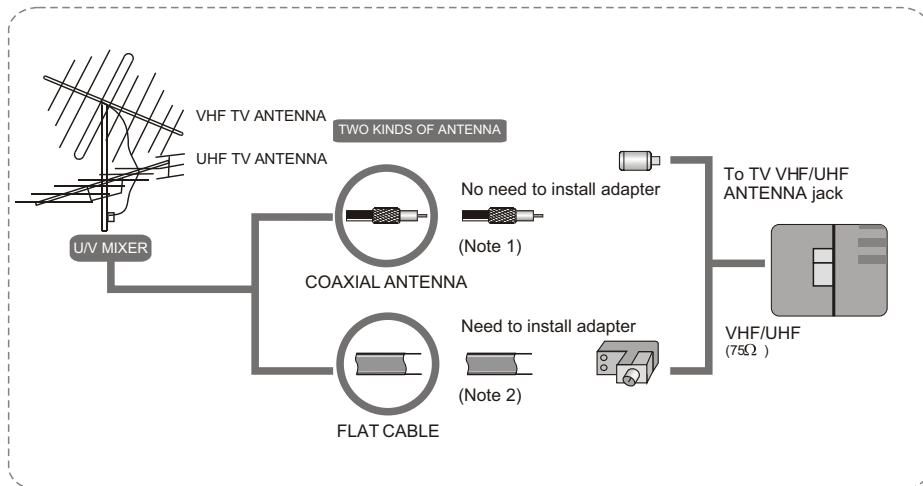 VHF TV ANTENNA
TWO KINDS OF ANTENNA
UHF TV ANTENNA
No need to install adapter
To TV VHF/UHF
ANTENNA jack
U/V MIXER
(Note 1)
COAXIAL ANTENNA
Need to install adapter
VHF/UHF
(75Ω )
(Note 2)
FLAT CABLE